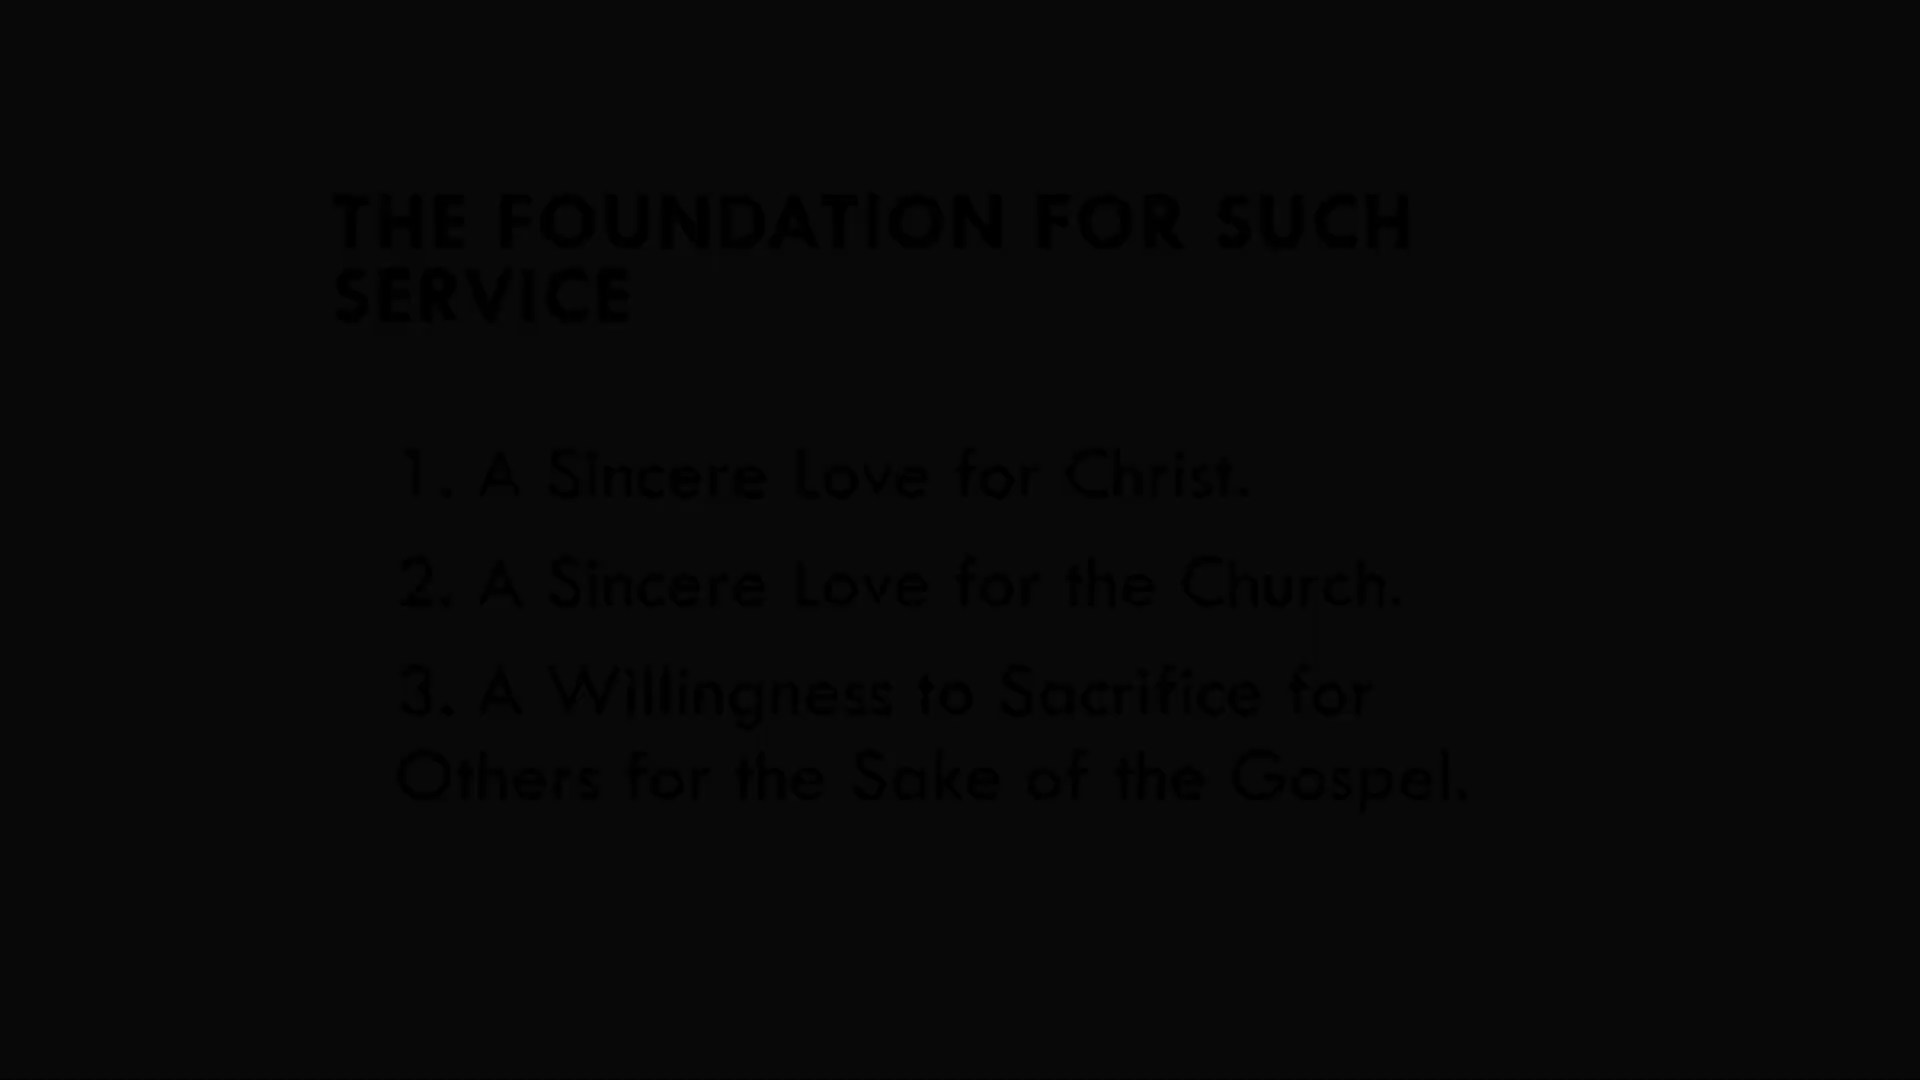 THE FOUNDATION FOR SUCH
SERVICE
1. A Sincere Love for Christ.
2. A Sincere Love for the Church.
3. A Willingness to Sacrifice for
Others for the Sake of the Gospel.